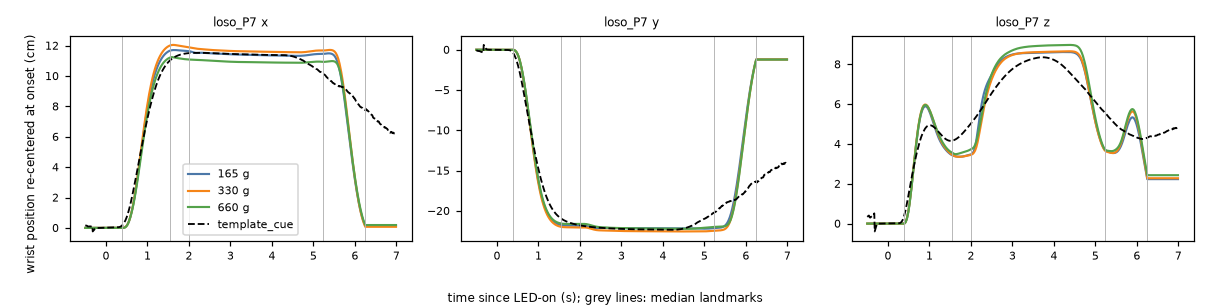 loso_P7 x
loso_P7 y
loso_P7 z
wrist position re-centered at onset (cm)
12
10
8
6
4
2
0
0 1 2 3 4 5 6 7
165 g
330 g
660 g
template_cue
0
−5
−10
−15
−20
0 1 2 3 4 5 6 7
8
6
4
2
0
0 1 2 3 4 5 6 7
time since LED-on (s); grey lines: median landmarks